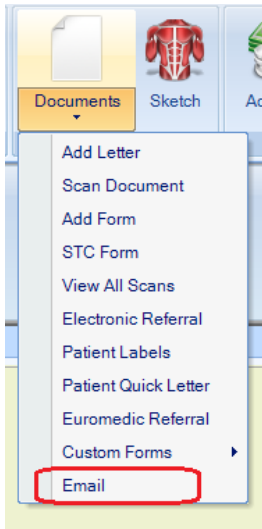 Documents Sketch
Add Letter
Scan Document
Add Form
STC Form
View All Scans
Electronic Referral
Patient Labels
Patient Quick Letter
Euromedic Referral
Custom Forms
Email